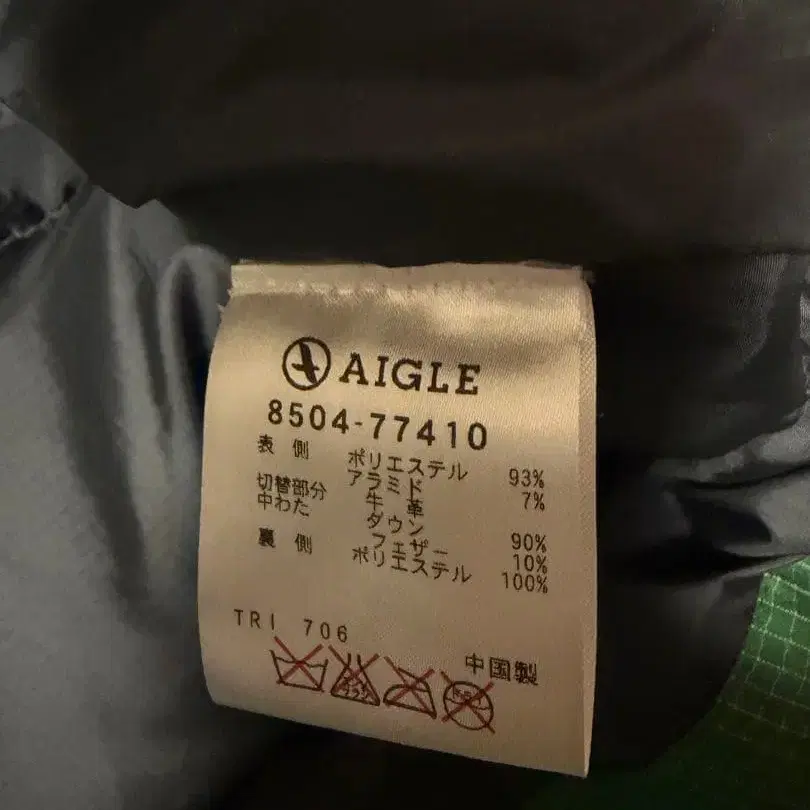 AIGLE
8504-77410
表側 ポリエステル 93%
アラミド 7%
切替部分 牛革
中わた ダウン 90%
フェザー 10%
裏側 ポリエステル 100%
TRI 706
中国製